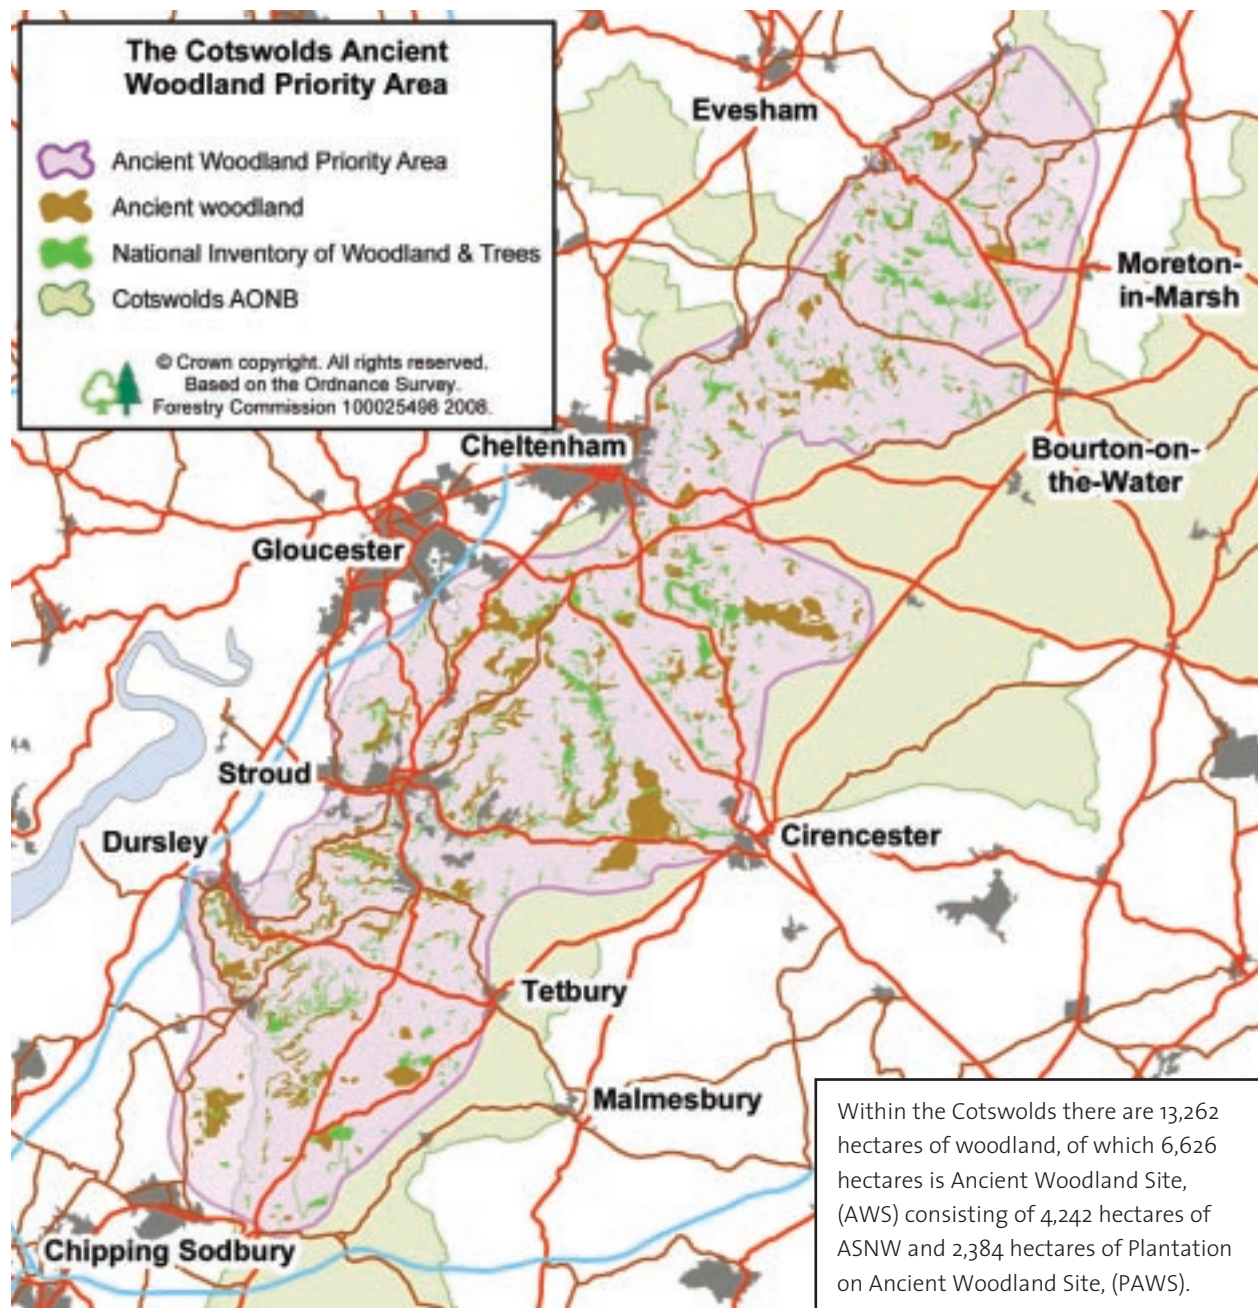 The Cotswolds Ancient
Woodland Priority Area
Ancient Woodland Priority Area
Ancient woodland
National Inventory of Woodland & Trees
Cotswolds AONB
© Crown copyright. All rights reserved.
Based on the Ordnance Survey.
Forestry Commission 100025498 2008.
Evesham
Moreton-
in-Marsh
Cheltenham
Bourton-on-
the-Water
Gloucester
Stroud
Dursley
Cirencester
Tetbury
Malmesbury
Chipping Sodbury
Within the Cotswolds there are 13,262
hectares of woodland, of which 6,626
hectares is Ancient Woodland Site,
(AWS) consisting of 4,242 hectares of
ASNW and 2,384 hectares of Plantation
on Ancient Woodland Site, (PAWS).